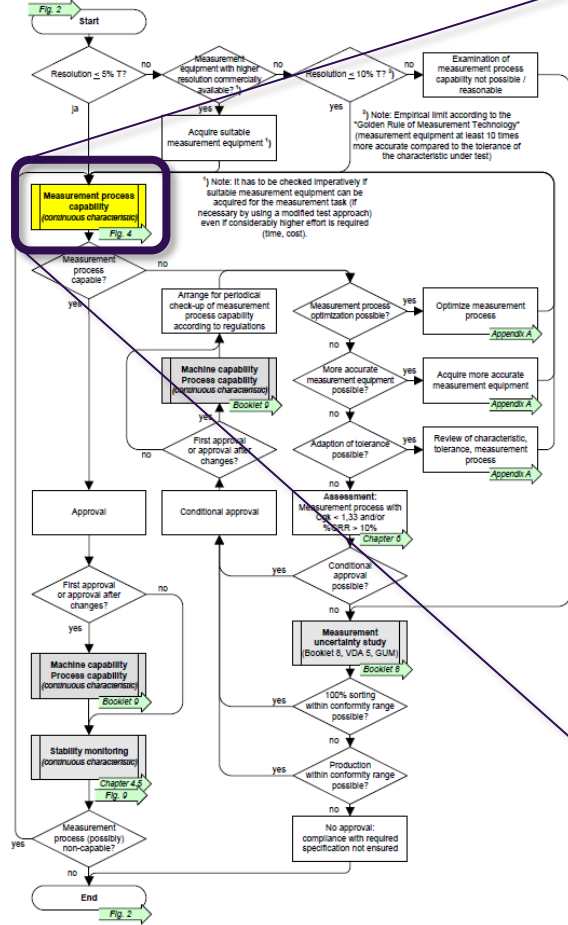 Fig. 2
Start
Resolution ≤ 5% T?
no
Measurement
equipment with higher
resolution commercially
available? ¹)
no
Resolution ≤ 10% T? ²)
no
Examination of
measurement process
capability not possible /
reasonable
ja
yes
yes
Acquire suitable
measurement equipment ¹)
²) Note: Empirical limit according to the
"Golden Rule of Measurement Technology"
(measurement equipment at least 10 times
more accurate compared to the tolerance of
the characteristic under test)
¹) Note: It has to be checked imperatively if
suitable measurement equipment can be
acquired for the measurement task (if
necessary by using a modified test approach)
even if considerably higher effort is required
(time, cost).
Measurement process
capability
(continuous characteristic)
Fig. 4
Measurement
process
capable?
no
yes
Arrange for periodical
check-up of measurement
process capability
according to regulations
Measurement process
optimization possible?
yes
Optimize measurement
process
Appendix A
no
Machine capability
Process capability
(continuous characteristic)
Booklet 9
More accurate
measurement equipment
possible?
yes
Acquire more accurate
measurement equipment
Appendix A
no
yes
First approval
or approval after
changes?
no
Adaption of tolerance
possible?
yes
Review of characteristic,
tolerance, measurement
process
Appendix A
no
Approval
Conditional approval
Assessment:
Measurement process with
Cgk < 1,33 and/or
%GRR > 10%
Chapter 6
First approval
or approval after
changes?
no
yes
Conditional
approval
possible?
yes
no
Machine capability
Process capability
(continuous characteristic)
Booklet 9
Measurement
uncertainty study
(Booklet 8, VDA 5, GUM)
Booklet 8
100% sorting
within conformity range
possible?
yes
no
Stability monitoring
(continuous characteristic)
Chapter 4.5
Fig. 9
Production
within conformity range
possible?
yes
no
Measurement
process (possibly)
non-capable?
yes
no
No approval:
compliance with required
specification not ensured
End
Fig. 2